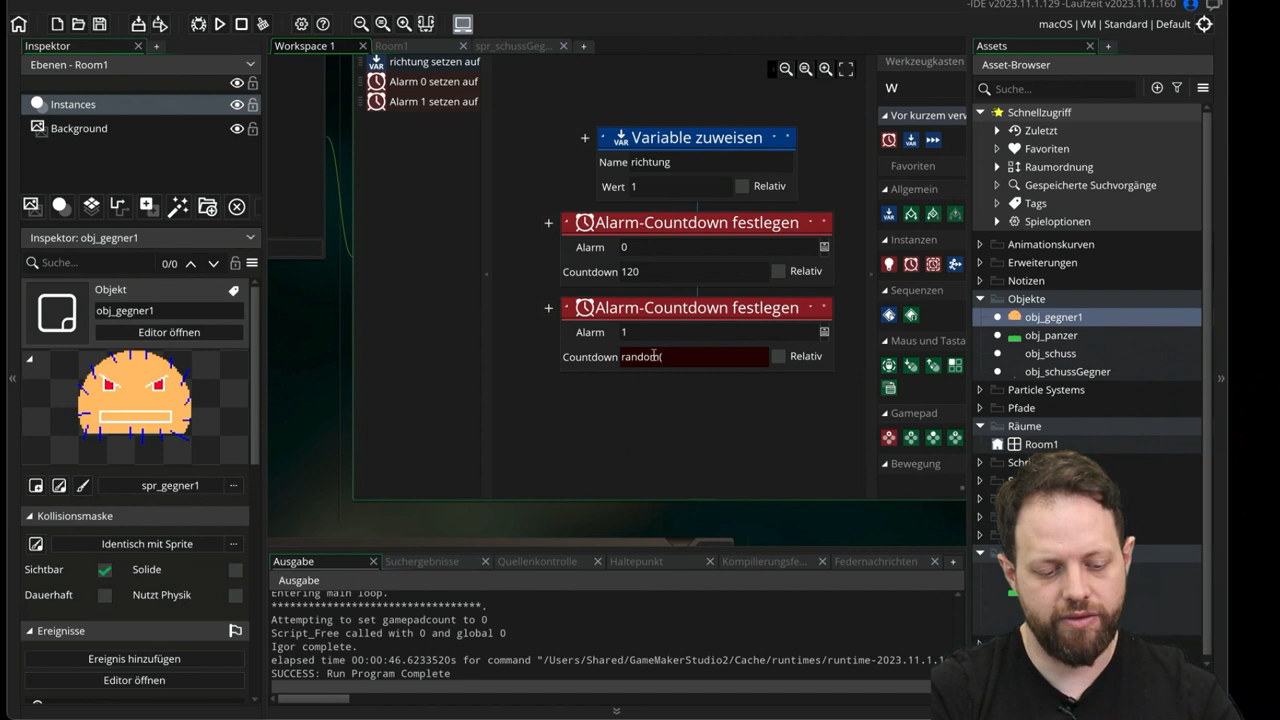 -IDE v2023.11.1.129 -Laufzeit v2023.11.1.160
macOS | VM | Standard | Default
Inspektor
Workspace 1
Room1
spr_schussGeg...
Assets
Ebenen - Room1
richtung setzen auf
Alarm 0 setzen auf
Alarm 1 setzen auf
Werkzeugkasten
Asset-Browser
Instances
Background
W
Suche...
Vor kurzem verv
Schnellzugriff
Zuletzt
Favoriten
Raumordnung
Gespeicherte Suchvorgänge
Tags
Spieloptionen
VAR Variable zuweisen
Name richtung
Wert 1
Relativ
Favoriten
Allgemein
Alarm-Countdown festlegen
Alarm 0
Countdown 120
Relativ
Instanzen
Inspektor: obj_gegner1
Suche...
0/0
Animationskurven
Erweiterungen
Notizen
Objekte
obj_gegner1
obj_panzer
obj_schuss
obj_schussGegner
Particle Systems
Pfade
Räume
Room1
Objekt
obj_gegner1
Editor öffnen
Sequenzen
Alarm-Countdown festlegen
Alarm 1
Countdown random(
Relativ
Maus und Tasta
Gamepad
Bewegung
spr_gegner1
Kollisionsmaske
Identisch mit Sprite
Sichtbar
Solide
Dauerhaft
Nutzt Physik
Ereignisse
Ereignis hinzufügen
Editor öffnen
Ausgabe
Suchergebnisse
Quellenkontrolle
Haltepunkt
Kompilierungsfe...
Federnachrichten
Ausgabe
Entering main loop.
*********************************.
Attempting to set gamepadcount to 0
Script_Free called with 0 and global 0
Igor complete.
elapsed time 00:00:46.6233520s for command "/Users/Shared/GameMakerStudio2/Cache/runtimes/runtime-2023.11.1.1
SUCCESS: Run Program Complete